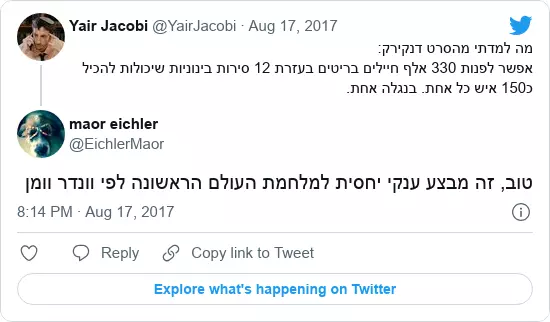 Yair Jacobi @YairJacobi · Aug 17, 2017
מה למדתי מהסרט דנקירק:
אפשר לפנות 330 אלף חיילים בריטים בעזרת 12 סירות בינוניות שיכולות להכיל
כ150 איש כל אחת. בנגלה אחת.
maor eichler
@EichlerMaor
טוב, זה מבצע ענקי יחסית למלחמת העולם הראשונה לפי וונדר וומן
8:14 PM · Aug 17, 2017
Reply
Copy link to Tweet
Explore what's happening on Twitter